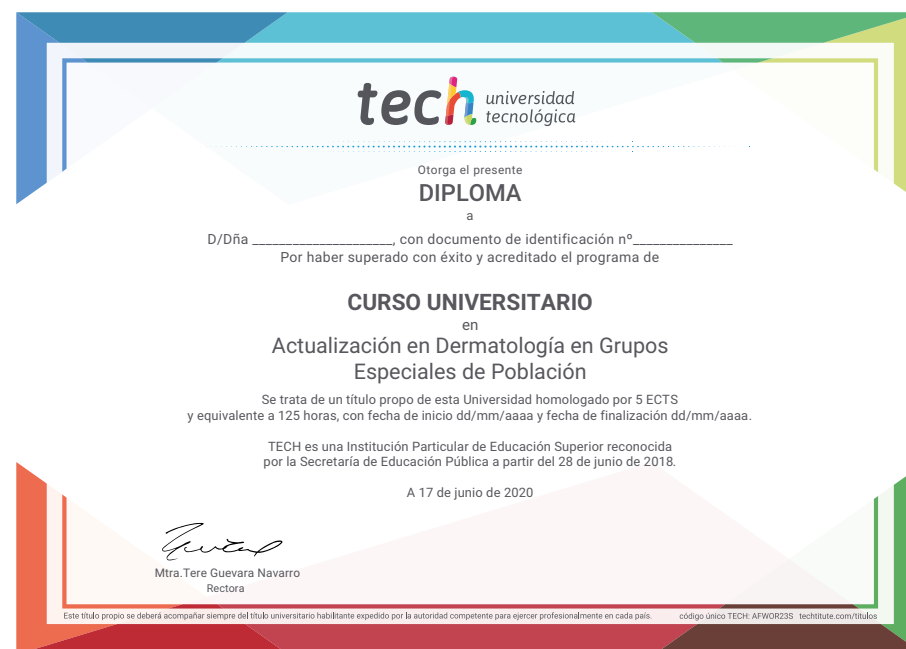 tech universidad
tecnológica
Otorga el presente
DIPLOMA
a
D/Dña _____________________, con documento de identificación nº_______________
Por haber superado con éxito y acreditado el programa de
CURSO UNIVERSITARIO
en
Actualización en Dermatología en Grupos
Especiales de Población
Se trata de un título propo de esta Universidad homologado por 5 ECTS
y equivalente a 125 horas, con fecha de inicio dd/mm/aaaa y fecha de finalización dd/mm/aaaa.
TECH es una Institución Particular de Educación Superior reconocida
por la Secretaría de Educación Pública a partir del 28 de junio de 2018.
A 17 de junio de 2020
Mtra.Tere Guevara Navarro
Rectora
Este título propio se deberá acompañar siempre del título universitario habilitante expedido por la autoridad competente para ejercer profesionalmente en cada país. código único TECH: AFWOR23S techtitute.com/titulos